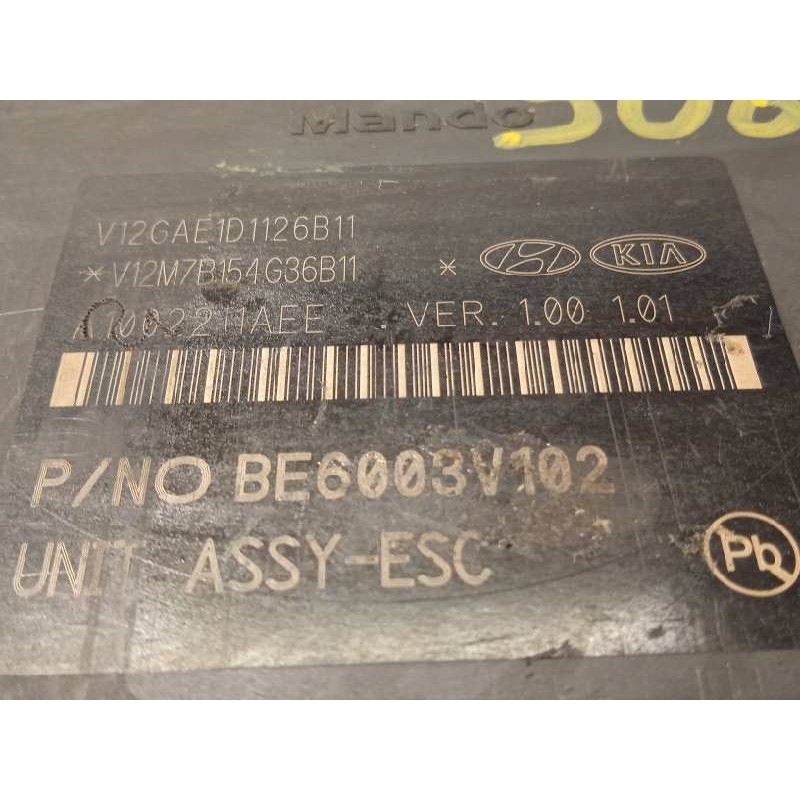 Mando
V12GAE1D1126B11
*V12M7B154G36B11 * KIA
VER. 1.00 1.01
P/NO BE6003V102
UNIT ASSY-ESC
Pb